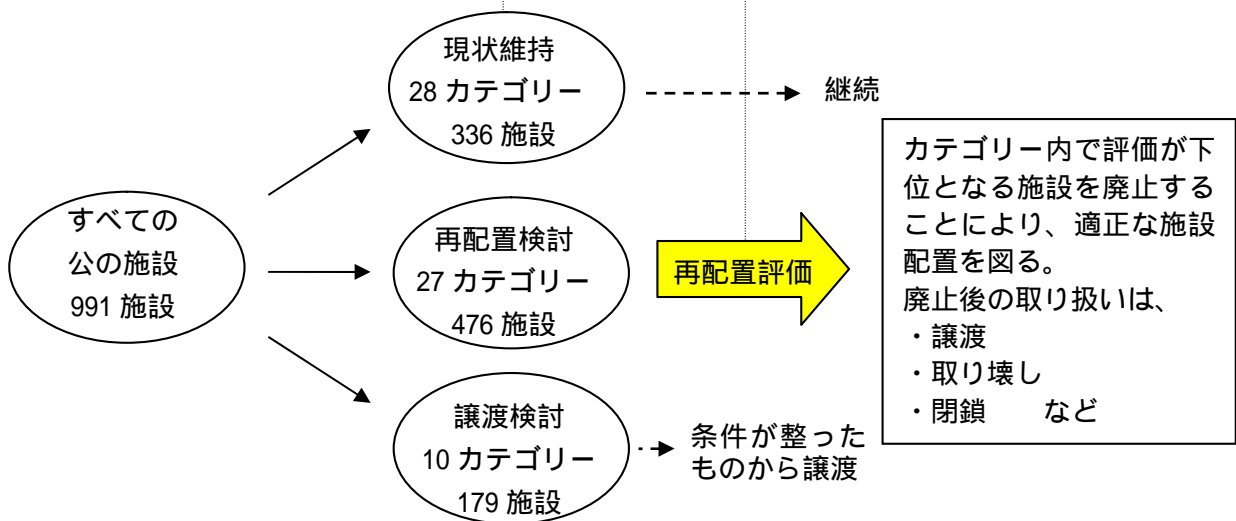 すべての
公の施設
991 施設
現状維持
28 カテゴリー
336 施設
継続
再配置検討
27 カテゴリー
476 施設
再配置評価
カテゴリー内で評価が下
位となる施設を廃止する
ことにより、適正な施設
配置を図る。
廃止後の取り扱いは、
・譲渡
・取り壊し
・閉鎖　　など
譲渡検討
10 カテゴリー
179 施設
条件が整った
ものから譲渡